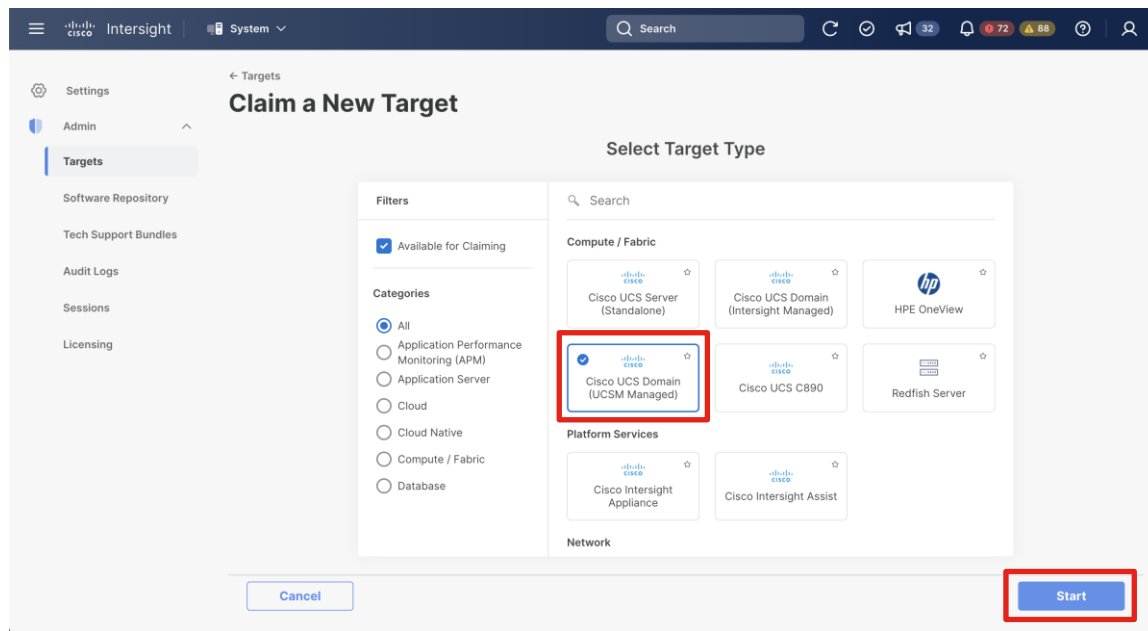 cisco Intersight System Search 32 72 88
← Targets
Claim a New Target
Settings
Admin
Targets
Software Repository
Tech Support Bundles
Audit Logs
Sessions
Licensing
Select Target Type
Filters
Available for Claiming
Categories
All
Application Performance
Monitoring (APM)
Application Server
Cloud
Cloud Native
Compute / Fabric
Database
Search
Compute / Fabric
cisco
Cisco UCS Server
(Standalone)
cisco
Cisco UCS Domain
(Intersight Managed)
hp
HPE OneView
cisco
Cisco UCS Domain
(UCSM Managed)
cisco
Cisco UCS C890
Redfish Server
Platform Services
cisco
Cisco Intersight
Appliance
cisco
Cisco Intersight Assist
Network
Cancel
Start